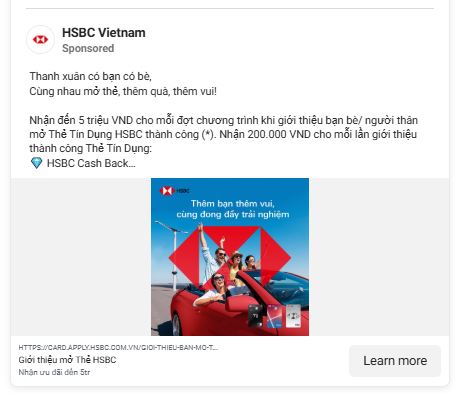 HSBC Vietnam
Sponsored
Thanh xuân có bạn có bè,
Cùng nhau mở thẻ, thêm quà, thêm vui!
Nhận đến 5 triệu VND cho mỗi đợt chương trình khi giới thiệu bạn bè/ người thân
mở Thẻ Tín Dụng HSBC thành công (*). Nhận 200.000 VND cho mỗi lần giới thiệu
thành công Thẻ Tín Dụng:
💎 HSBC Cash Back...
HSBC
Thêm bạn thêm vui,
cùng đong đầy trải nghiệm
HTTPS://CARD.APPLY.HSBC.COM.VN/GIOI-THIEU-BAN-MO-T...
Giới thiệu mở Thẻ HSBC
Nhận ưu đãi đến 5tr
Learn more